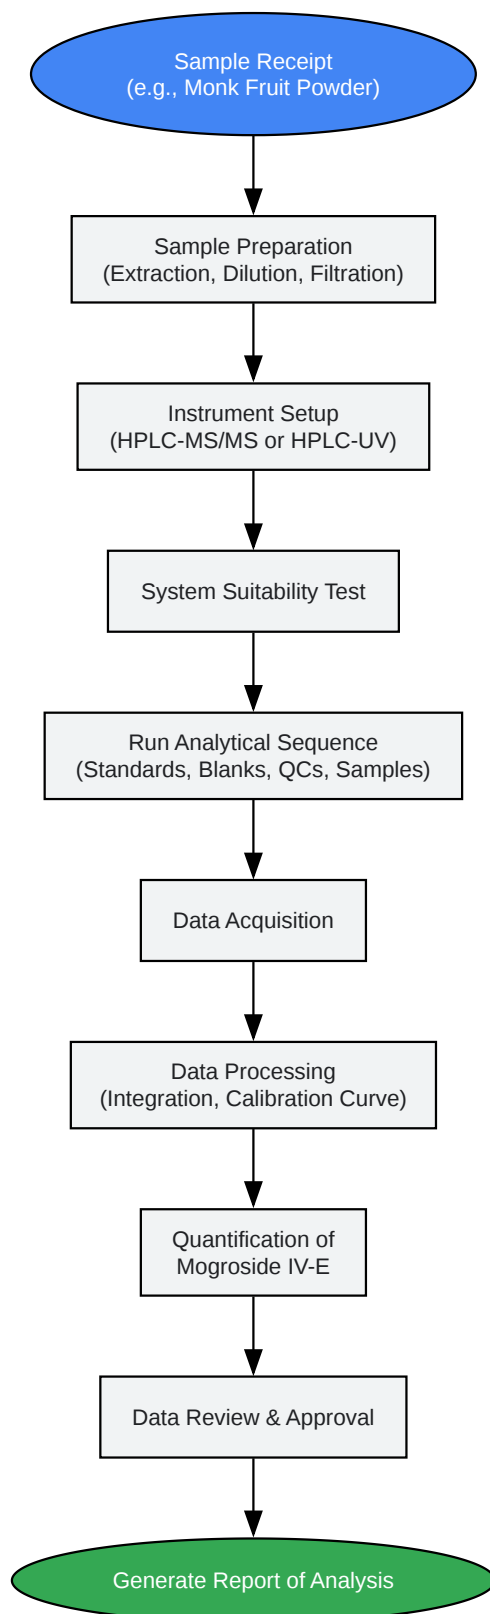 Sample Receipt
(e.g., Monk Fruit Powder)
Sample Preparation
(Extraction, Dilution, Filtration)
Instrument Setup
(HPLC-MS/MS or HPLC-UV)
System Suitability Test
Run Analytical Sequence
(Standards, Blanks, QCs, Samples)
Data Acquisition
Data Processing
(Integration, Calibration Curve)
Quantification of
Mogroside IV-E
Data Review & Approval
Generate Report of Analysis